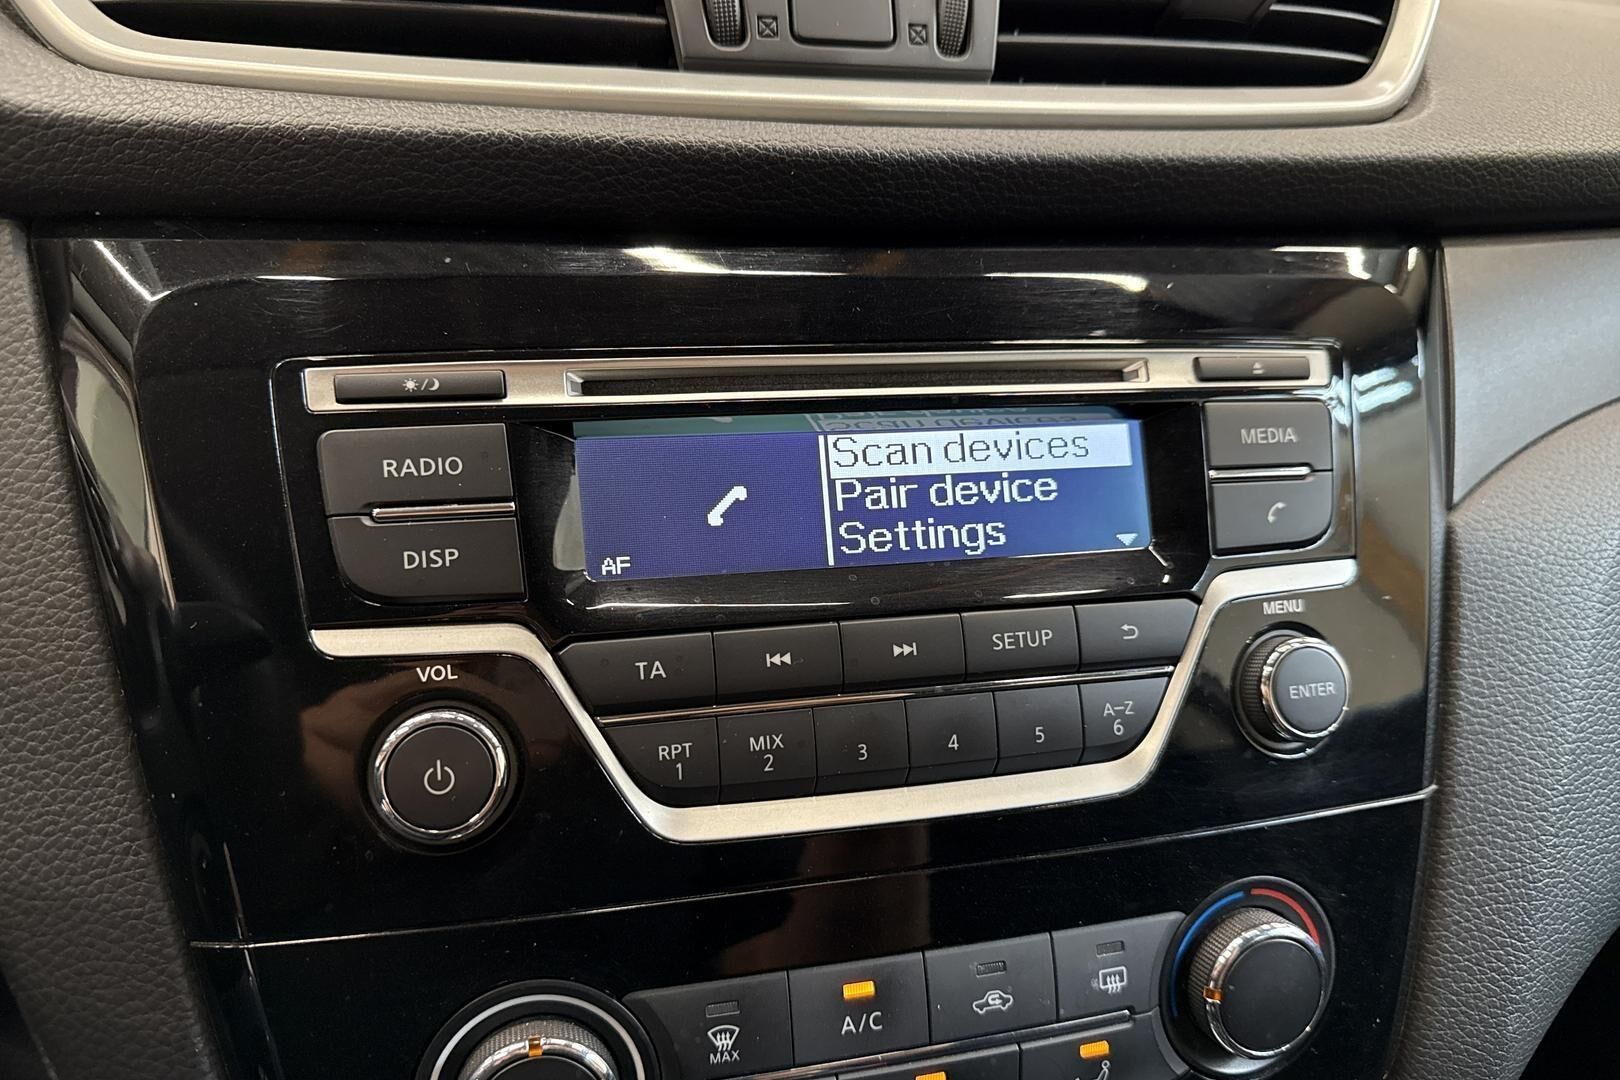 RADIO
DISP
Scan devices
Pair device
Settings
AF
MEDIA
MENU
ENTER
VOL
TA
SETUP
RPT
1
MIX
2
3
4
5
A-Z
6
MAX
A/C